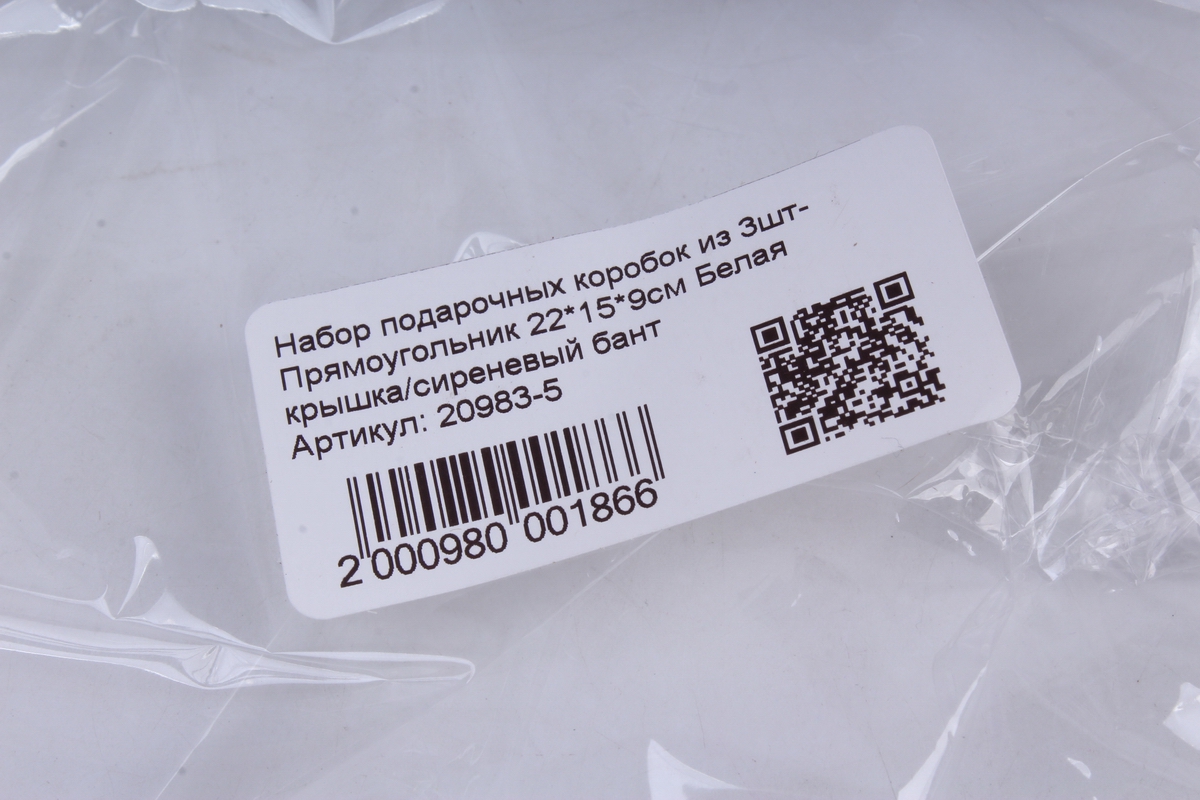 Набор подарочных коробок из 3шт-
Прямоугольник 22*15*9см Белая
крышка/сиреневый бант
Артикул: 20983-5
2 000980 001866